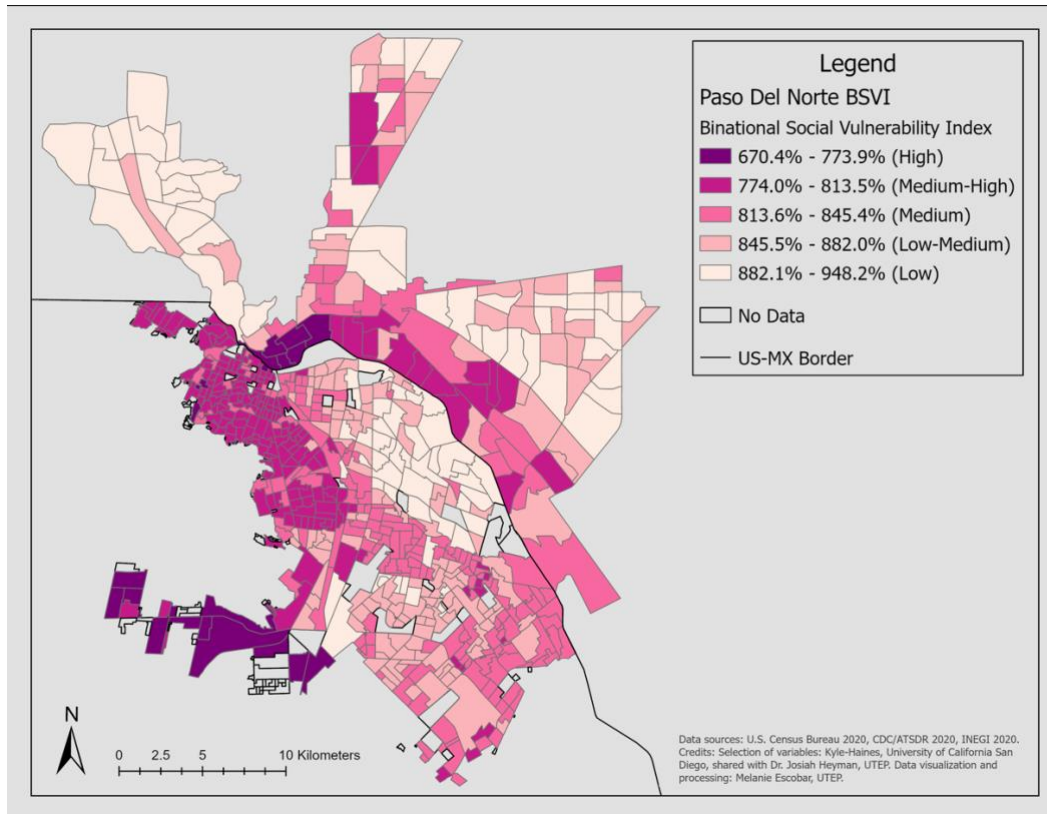 Legend
Paso Del Norte BSVI
Binational Social Vulnerability Index
670.4% - 773.9% (High)
774.0% - 813.5% (Medium-High)
813.6% - 845.4% (Medium)
845.5% - 882.0% (Low-Medium)
882.1% - 948.2% (Low)
No Data
US-MX Border
N
0 2.5 5 10 Kilometers
Data sources: U.S. Census Bureau 2020, CDC/ATSDR 2020, INEGI 2020.
Credits: Selection of variables: Kyle-Haines, University of California San
Diego, shared with Dr. Josiah Heyman, UTEP. Data visualization and
processing: Melanie Escobar, UTEP.